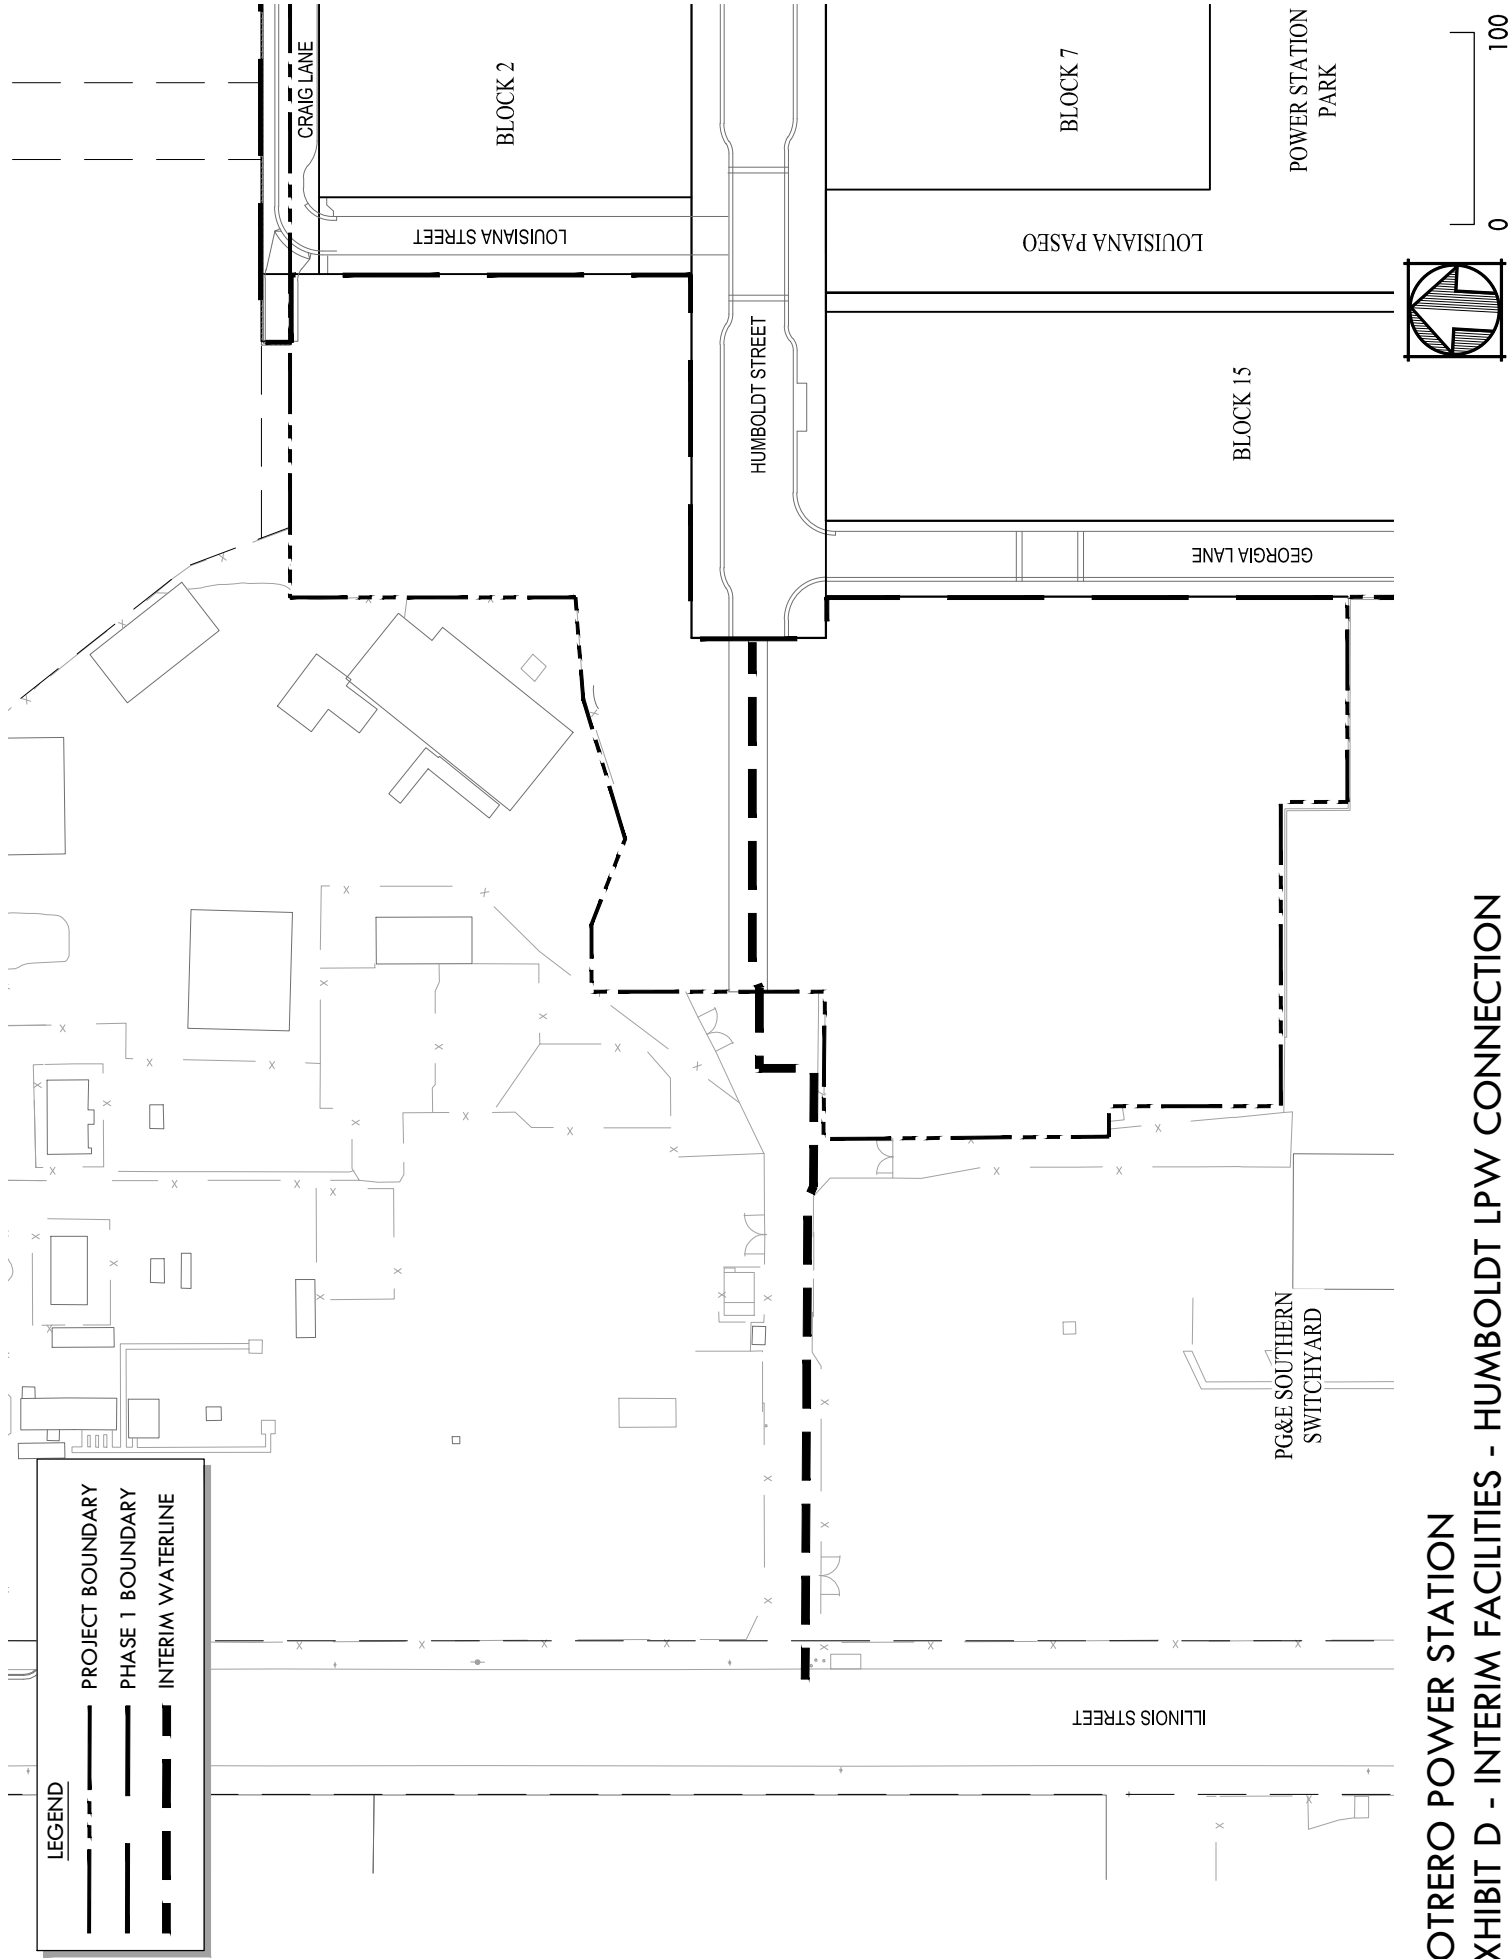 LEGEND
PROJECT BOUNDARY
PHASE 1 BOUNDARY
INTERIM WATERLINE
CRAIG LANE
BLOCK 2
LOUISIANA STREET
HUMBOLDT STREET
BLOCK 7
LOUISIANA PASEO
POWER STATION
PARK
BLOCK 15
GEORGIA LANE
PG&E SOUTHERN
SWITCHYARD
ILLINOIS STREET
0
100
OTRERO POWER STATION
XHIBIT D - INTERIM FACILITIES - HUMBOLDT LPW CONNECTION